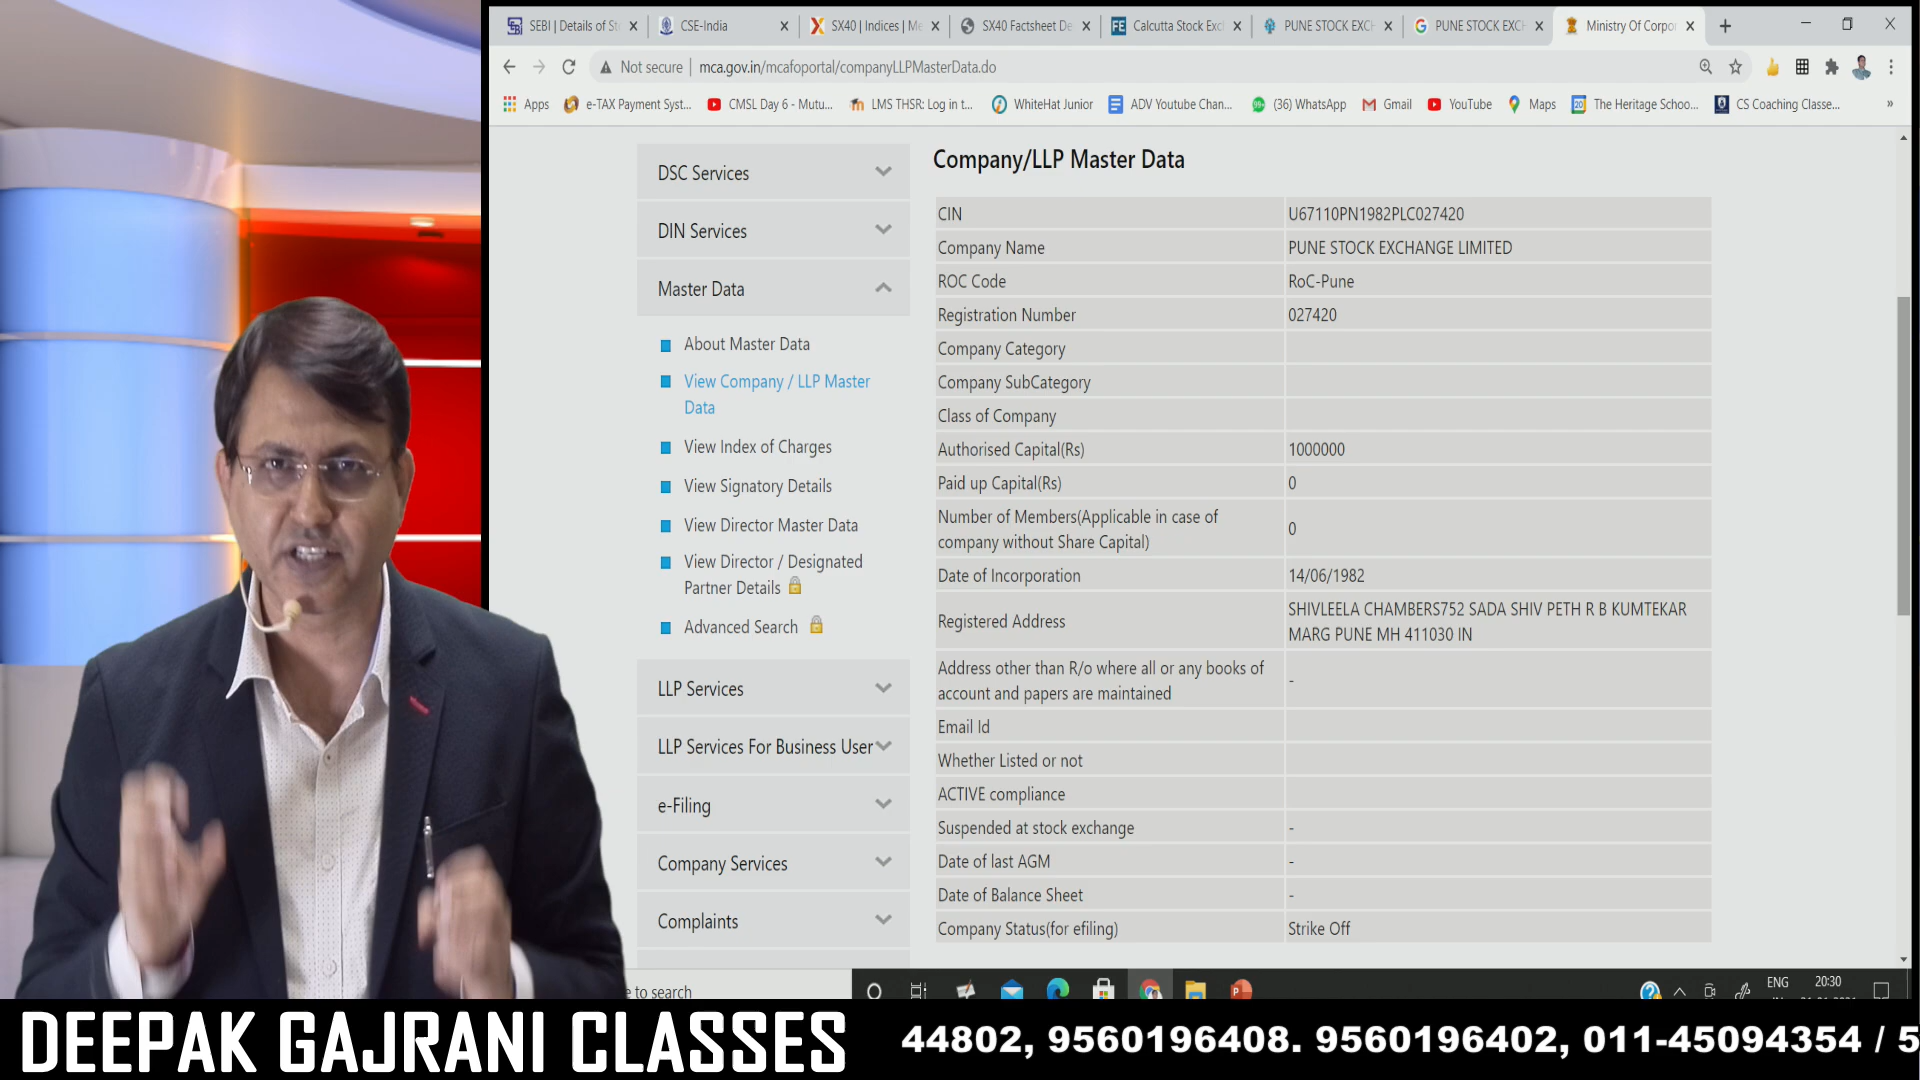 SEBI | Details of St
CSE-India
SX40 | Indices | Me
SX40 Factsheet De
FE
Calcutta Stock Exc
PUNE STOCK EXCH
PUNE STOCK EXCH
Ministry Of Corpo
Not secure | mca.gov.in/mcafoportal/companyLLPMasterData.do
Apps
e-TAX Payment Syst...
CMSL Day 6 - Mutu...
LMS THSR: Log in t...
WhiteHat Junior
ADV Youtube Chan...
(36) WhatsApp
Gmail
YouTube
Maps
The Heritage Schoo...
CS Coaching Classe...
»
DSC Services
DIN Services
Master Data
About Master Data
View Company / LLP Master
Data
View Index of Charges
View Signatory Details
View Director Master Data
View Director / Designated
Partner Details
Advanced Search
LLP Services
LLP Services For Business User
e-Filing
Company Services
Complaints
Company/LLP Master Data
CIN U67110PN1982PLC027420
Company Name PUNE STOCK EXCHANGE LIMITED
ROC Code RoC-Pune
Registration Number 027420
Company Category
Company SubCategory
Class of Company
Authorised Capital(Rs) 1000000
Paid up Capital(Rs) 0
Number of Members(Applicable in case of
company without Share Capital) 0
Date of Incorporation 14/06/1982
Registered Address SHIVLEELA CHAMBERS752 SADA SHIV PETH R B KUMTEKAR
MARG PUNE MH 411030 IN
Address other than R/o where all or any books of
account and papers are maintained -
Email Id
Whether Listed or not
ACTIVE compliance
Suspended at stock exchange -
Date of last AGM -
Date of Balance Sheet -
Company Status(for efiling) Strike Off
e to search
ENG
20:30
DEEPAK GAJRANI CLASSES
44802, 9560196408. 9560196402, 011-45094354 / 5